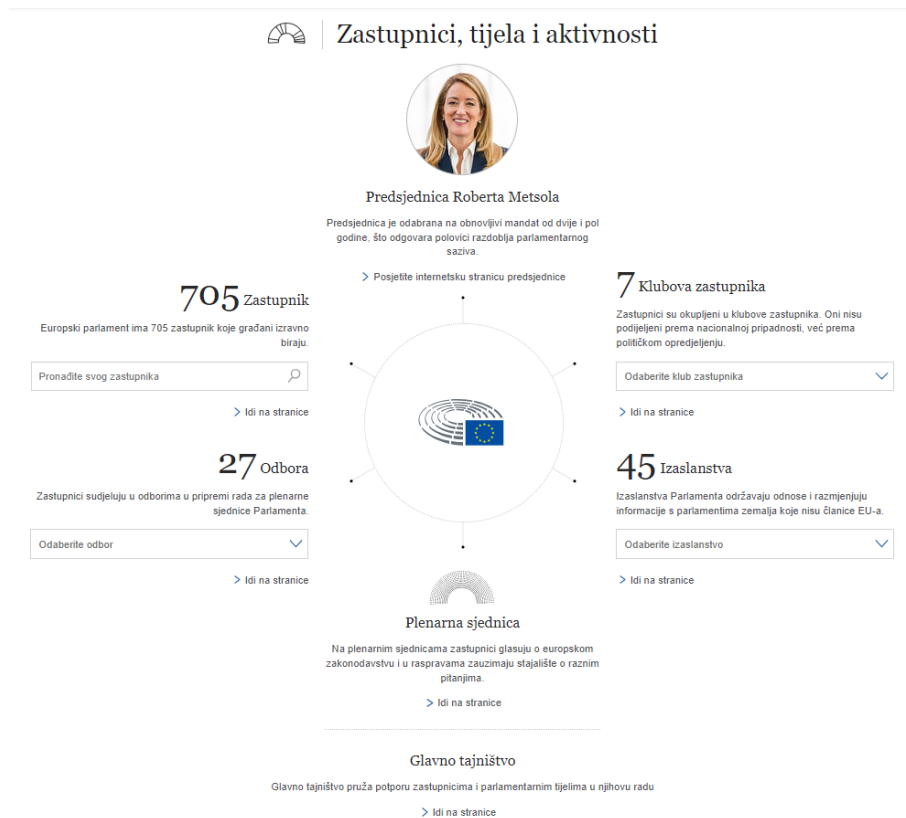 Zastupnici, tijela i aktivnosti
Predsjednica Roberta Metsola
Predsjednica je odabrana na obnovljivi mandat od dvije i pol
godine, što odgovara polovici razdoblja parlamentarnog
saziva.
Posjetite internetsku stranicu predsjednice
705 Zastupnik
Europski parlament ima 705 zastupnik koje građani izravno
biraju.
Pronađite svog zastupnika
Idi na stranice
7 Klubova zastupnika
Zastupnici su okupljeni u klubove zastupnika. Oni nisu
podijeljeni prema nacionalnoj pripadnosti, već prema
političkom opredjeljenju.
Odaberite klub zastupnika
Idi na stranice
27 Odbora
Zastupnici sudjeluju u odborima u pripremi rada za plenarne
sjednice Parlamenta.
Odaberite odbor
Idi na stranice
45 Izaslanstva
Izaslanstva Parlamenta održavaju odnose i razmjenjuju
informacije s parlamentima zemalja koje nisu članice EU-a.
Odaberite izaslanstvo
Idi na stranice
Plenarna sjednica
Na plenarnim sjednicama zastupnici glasuju o europskom
zakonodavstvu i u raspravama zauzimaju stajalište o raznim
pitanjima.
Idi na stranice
Glavno tajništvo
Glavno tajništvo pruža potporu zastupnicima i parlamentarnim tijelima u njihovu radu
Idi na stranice